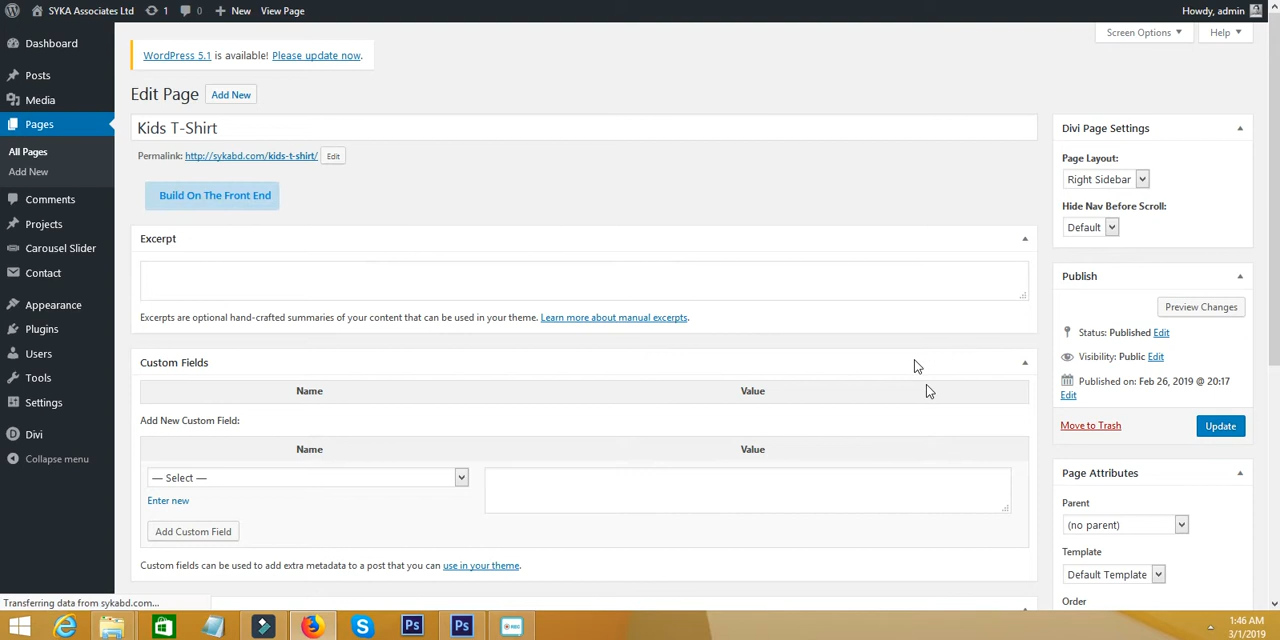 SYKA Associates Ltd 1 0 + New View Page Howdy, admin
Screen Options Help
WordPress 5.1 is available! Please update now.
Edit Page Add New
Kids T-Shirt
Permalink: http://sykabd.com/kids-t-shirt/ Edit
Build On The Front End
Excerpt
Excerpts are optional hand-crafted summaries of your content that can be used in your theme. Learn more about manual excerpts.
Custom Fields
Name Value
Add New Custom Field:
Name Value
— Select —
Enter new
Add Custom Field
Custom fields can be used to add extra metadata to a post that you can use in your theme.
Dashboard
Posts
Media
Pages
All Pages
Add New
Comments
Projects
Carousel Slider
Contact
Appearance
Plugins
Users
Tools
Settings
Divi
Collapse menu
Divi Page Settings
Page Layout:
Right Sidebar
Hide Nav Before Scroll:
Default
Publish
Preview Changes
Status: Published Edit
Visibility: Public Edit
Published on: Feb 26, 2019 @ 20:17
Edit
Move to Trash Update
Page Attributes
Parent
(no parent)
Template
Default Template
Order
Transferring data from sykabd.com...
Ps Ps
REC
1:46 AM
3/1/2019